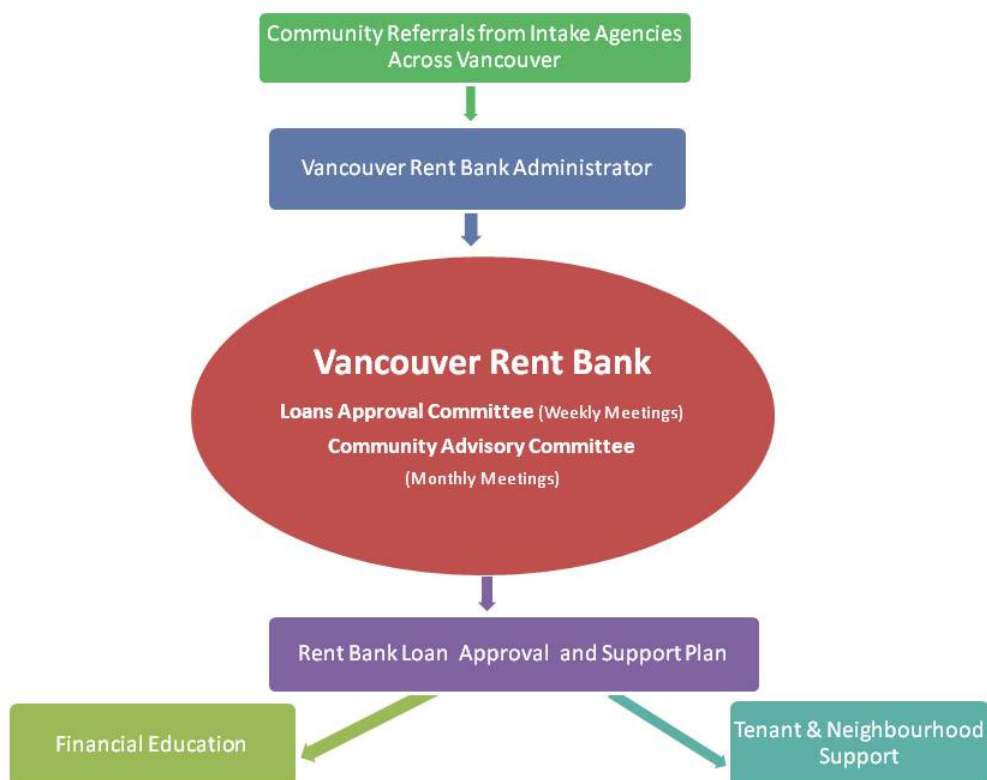 Community Referrals from Intake Agencies
Across Vancouver
Vancouver Rent Bank Administrator
Vancouver Rent Bank
Loans Approval Committee (Weekly Meetings)
Community Advisory Committee
(Monthly Meetings)
Rent Bank Loan Approval and Support Plan
Financial Education
Tenant & Neighbourhood
Support